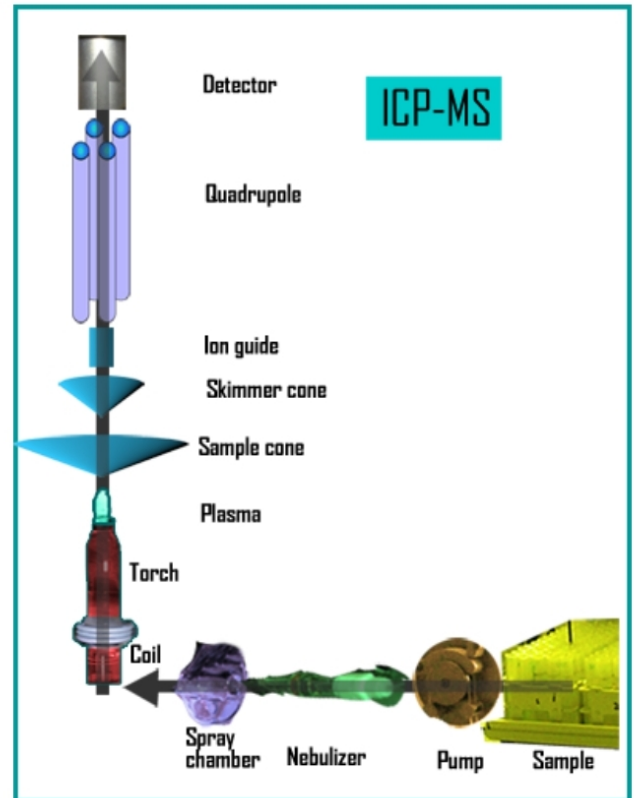 Detector
ICP-MS
Quadrupole
Ion guide
Skimmer cone
Sample cone
Plasma
Torch
Coil
Spray
chamber
Nebulizer
Pump
Sample